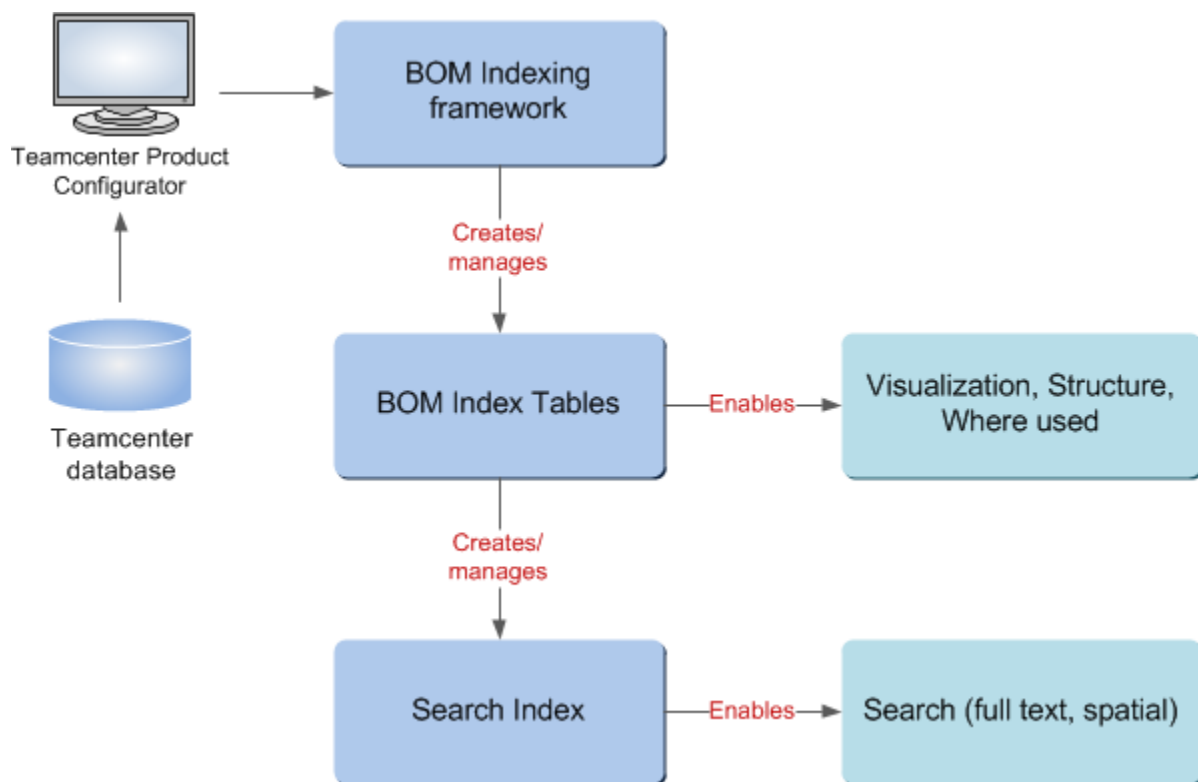 BOM Indexing
framework
Teamcenter Product
Configurator
Creates/
manages
BOM Index Tables
Enables
Visualization, Structure,
Where used
Teamcenter
database
Creates/
manages
Search Index
Enables
Search (full text, spatial)